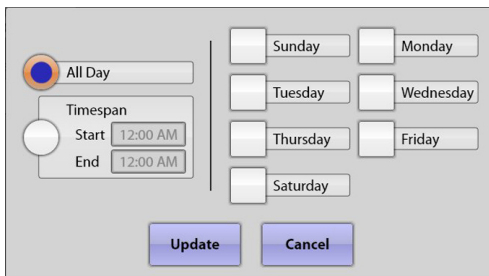 All Day
Timespan
Start 12:00 AM
End 12:00 AM
Sunday Monday
Tuesday Wednesday
Thursday Friday
Saturday
Update Cancel